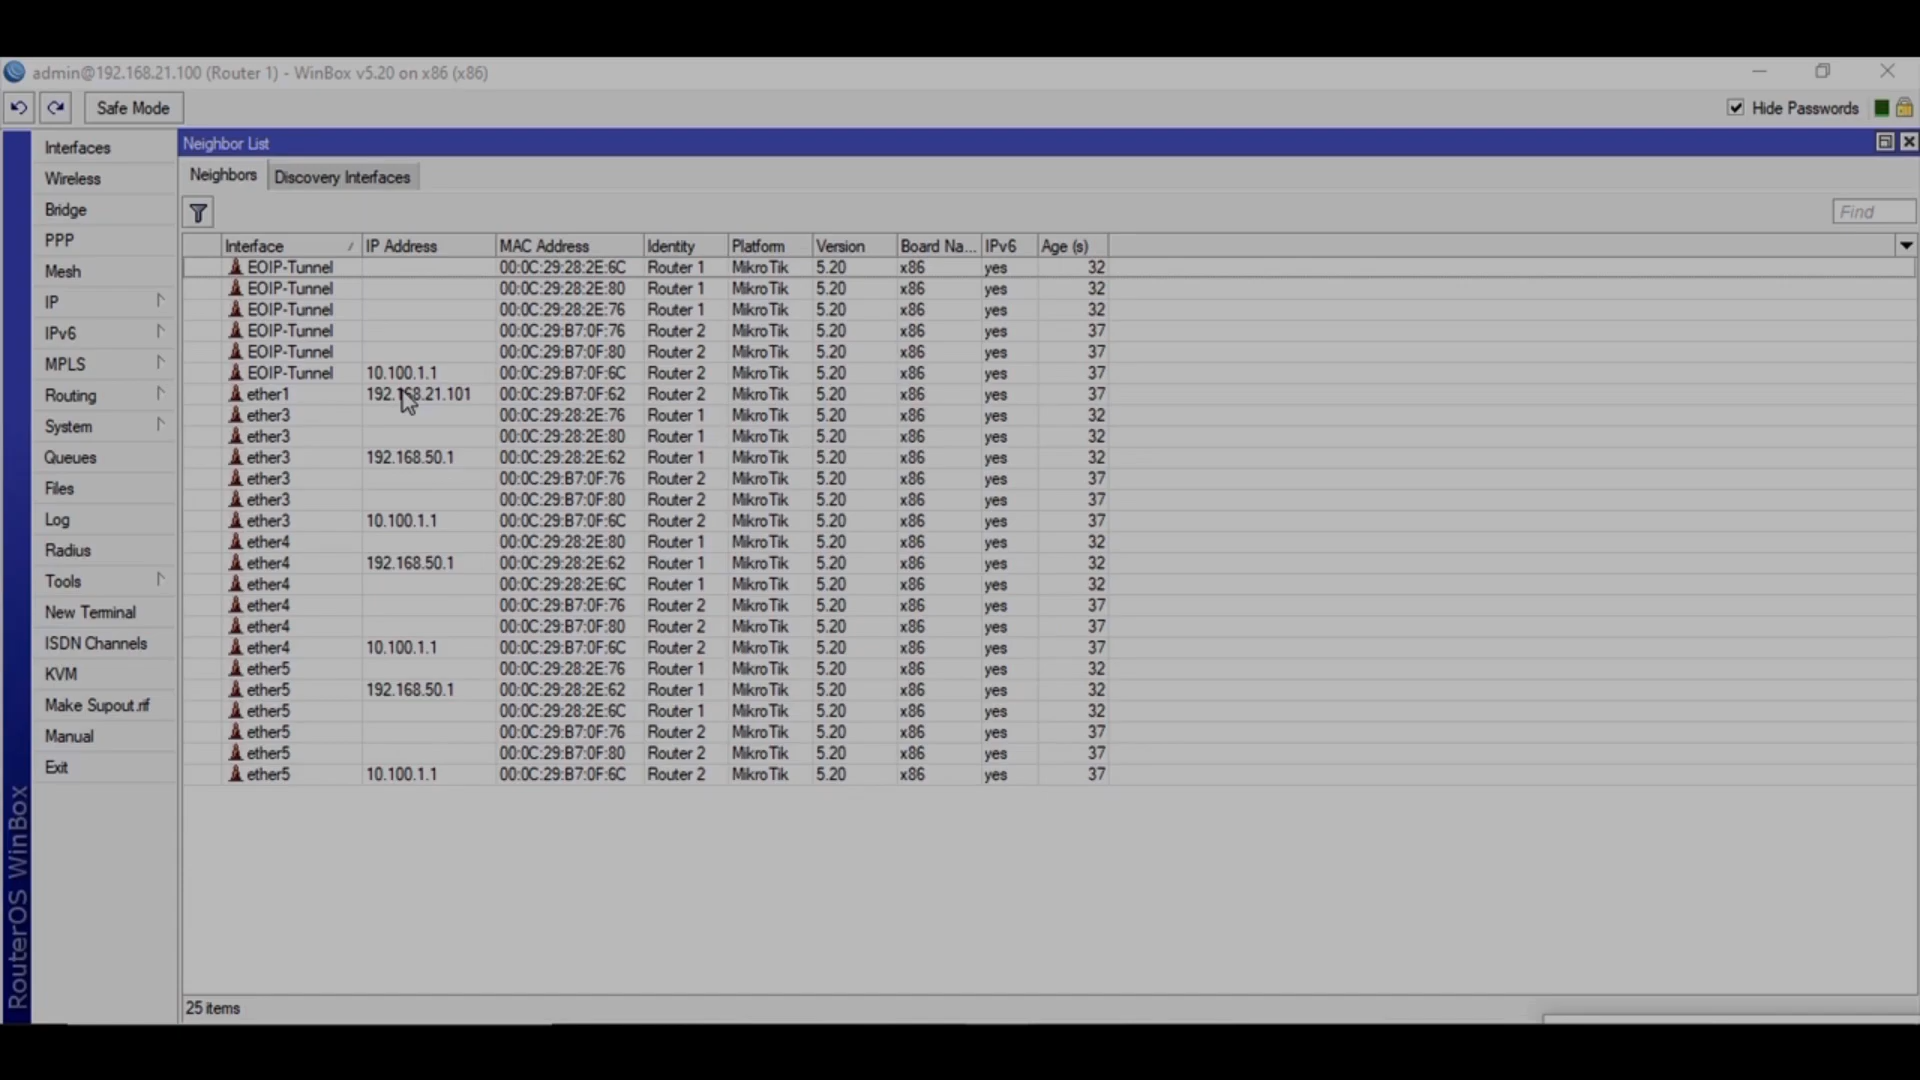 admin@192.168.21.100 (Router 1) - WinBox v5.20 on x86 (x86)
Safe Mode
Hide Passwords
Interfaces
Wireless
Bridge
PPP
Mesh
IP
IPv6
MPLS
Routing
System
Queues
Files
Log
Radius
Tools
New Terminal
ISDN Channels
KVM
Make Supout.rif
Manual
Exit
RouterOS WinBox
Neighbor List
Neighbors Discovery Interfaces
Find
Interface / IP Address MAC Address Identity Platform Version Board Na... IPv6 Age (s)
EOIP-Tunnel 00:0C:29:28:2E:6C Router 1 MikroTik 5.20 x86 yes 32
EOIP-Tunnel 00:0C:29:28:2E:80 Router 1 MikroTik 5.20 x86 yes 32
EOIP-Tunnel 00:0C:29:28:2E:76 Router 1 MikroTik 5.20 x86 yes 32
EOIP-Tunnel 00:0C:29:B7:0F:76 Router 2 MikroTik 5.20 x86 yes 37
EOIP-Tunnel 00:0C:29:B7:0F:80 Router 2 MikroTik 5.20 x86 yes 37
EOIP-Tunnel 10.100.1.1 00:0C:29:B7:0F:6C Router 2 MikroTik 5.20 x86 yes 37
ether1 192.168.21.101 00:0C:29:B7:0F:62 Router 2 MikroTik 5.20 x86 yes 37
ether3 00:0C:29:28:2E:76 Router 1 MikroTik 5.20 x86 yes 32
ether3 00:0C:29:28:2E:80 Router 1 MikroTik 5.20 x86 yes 32
ether3 192.168.50.1 00:0C:29:28:2E:62 Router 1 MikroTik 5.20 x86 yes 32
ether3 00:0C:29:B7:0F:76 Router 2 MikroTik 5.20 x86 yes 37
ether3 00:0C:29:B7:0F:80 Router 2 MikroTik 5.20 x86 yes 37
ether3 10.100.1.1 00:0C:29:B7:0F:6C Router 2 MikroTik 5.20 x86 yes 37
ether4 00:0C:29:28:2E:80 Router 1 MikroTik 5.20 x86 yes 32
ether4 192.168.50.1 00:0C:29:28:2E:62 Router 1 MikroTik 5.20 x86 yes 32
ether4 00:0C:29:28:2E:6C Router 1 MikroTik 5.20 x86 yes 32
ether4 00:0C:29:B7:0F:76 Router 2 MikroTik 5.20 x86 yes 37
ether4 00:0C:29:B7:0F:80 Router 2 MikroTik 5.20 x86 yes 37
ether4 10.100.1.1 00:0C:29:B7:0F:6C Router 2 MikroTik 5.20 x86 yes 37
ether5 00:0C:29:28:2E:76 Router 1 MikroTik 5.20 x86 yes 32
ether5 192.168.50.1 00:0C:29:28:2E:62 Router 1 MikroTik 5.20 x86 yes 32
ether5 00:0C:29:28:2E:6C Router 1 MikroTik 5.20 x86 yes 32
ether5 00:0C:29:B7:0F:76 Router 2 MikroTik 5.20 x86 yes 37
ether5 00:0C:29:B7:0F:80 Router 2 MikroTik 5.20 x86 yes 37
ether5 10.100.1.1 00:0C:29:B7:0F:6C Router 2 MikroTik 5.20 x86 yes 37
25 items